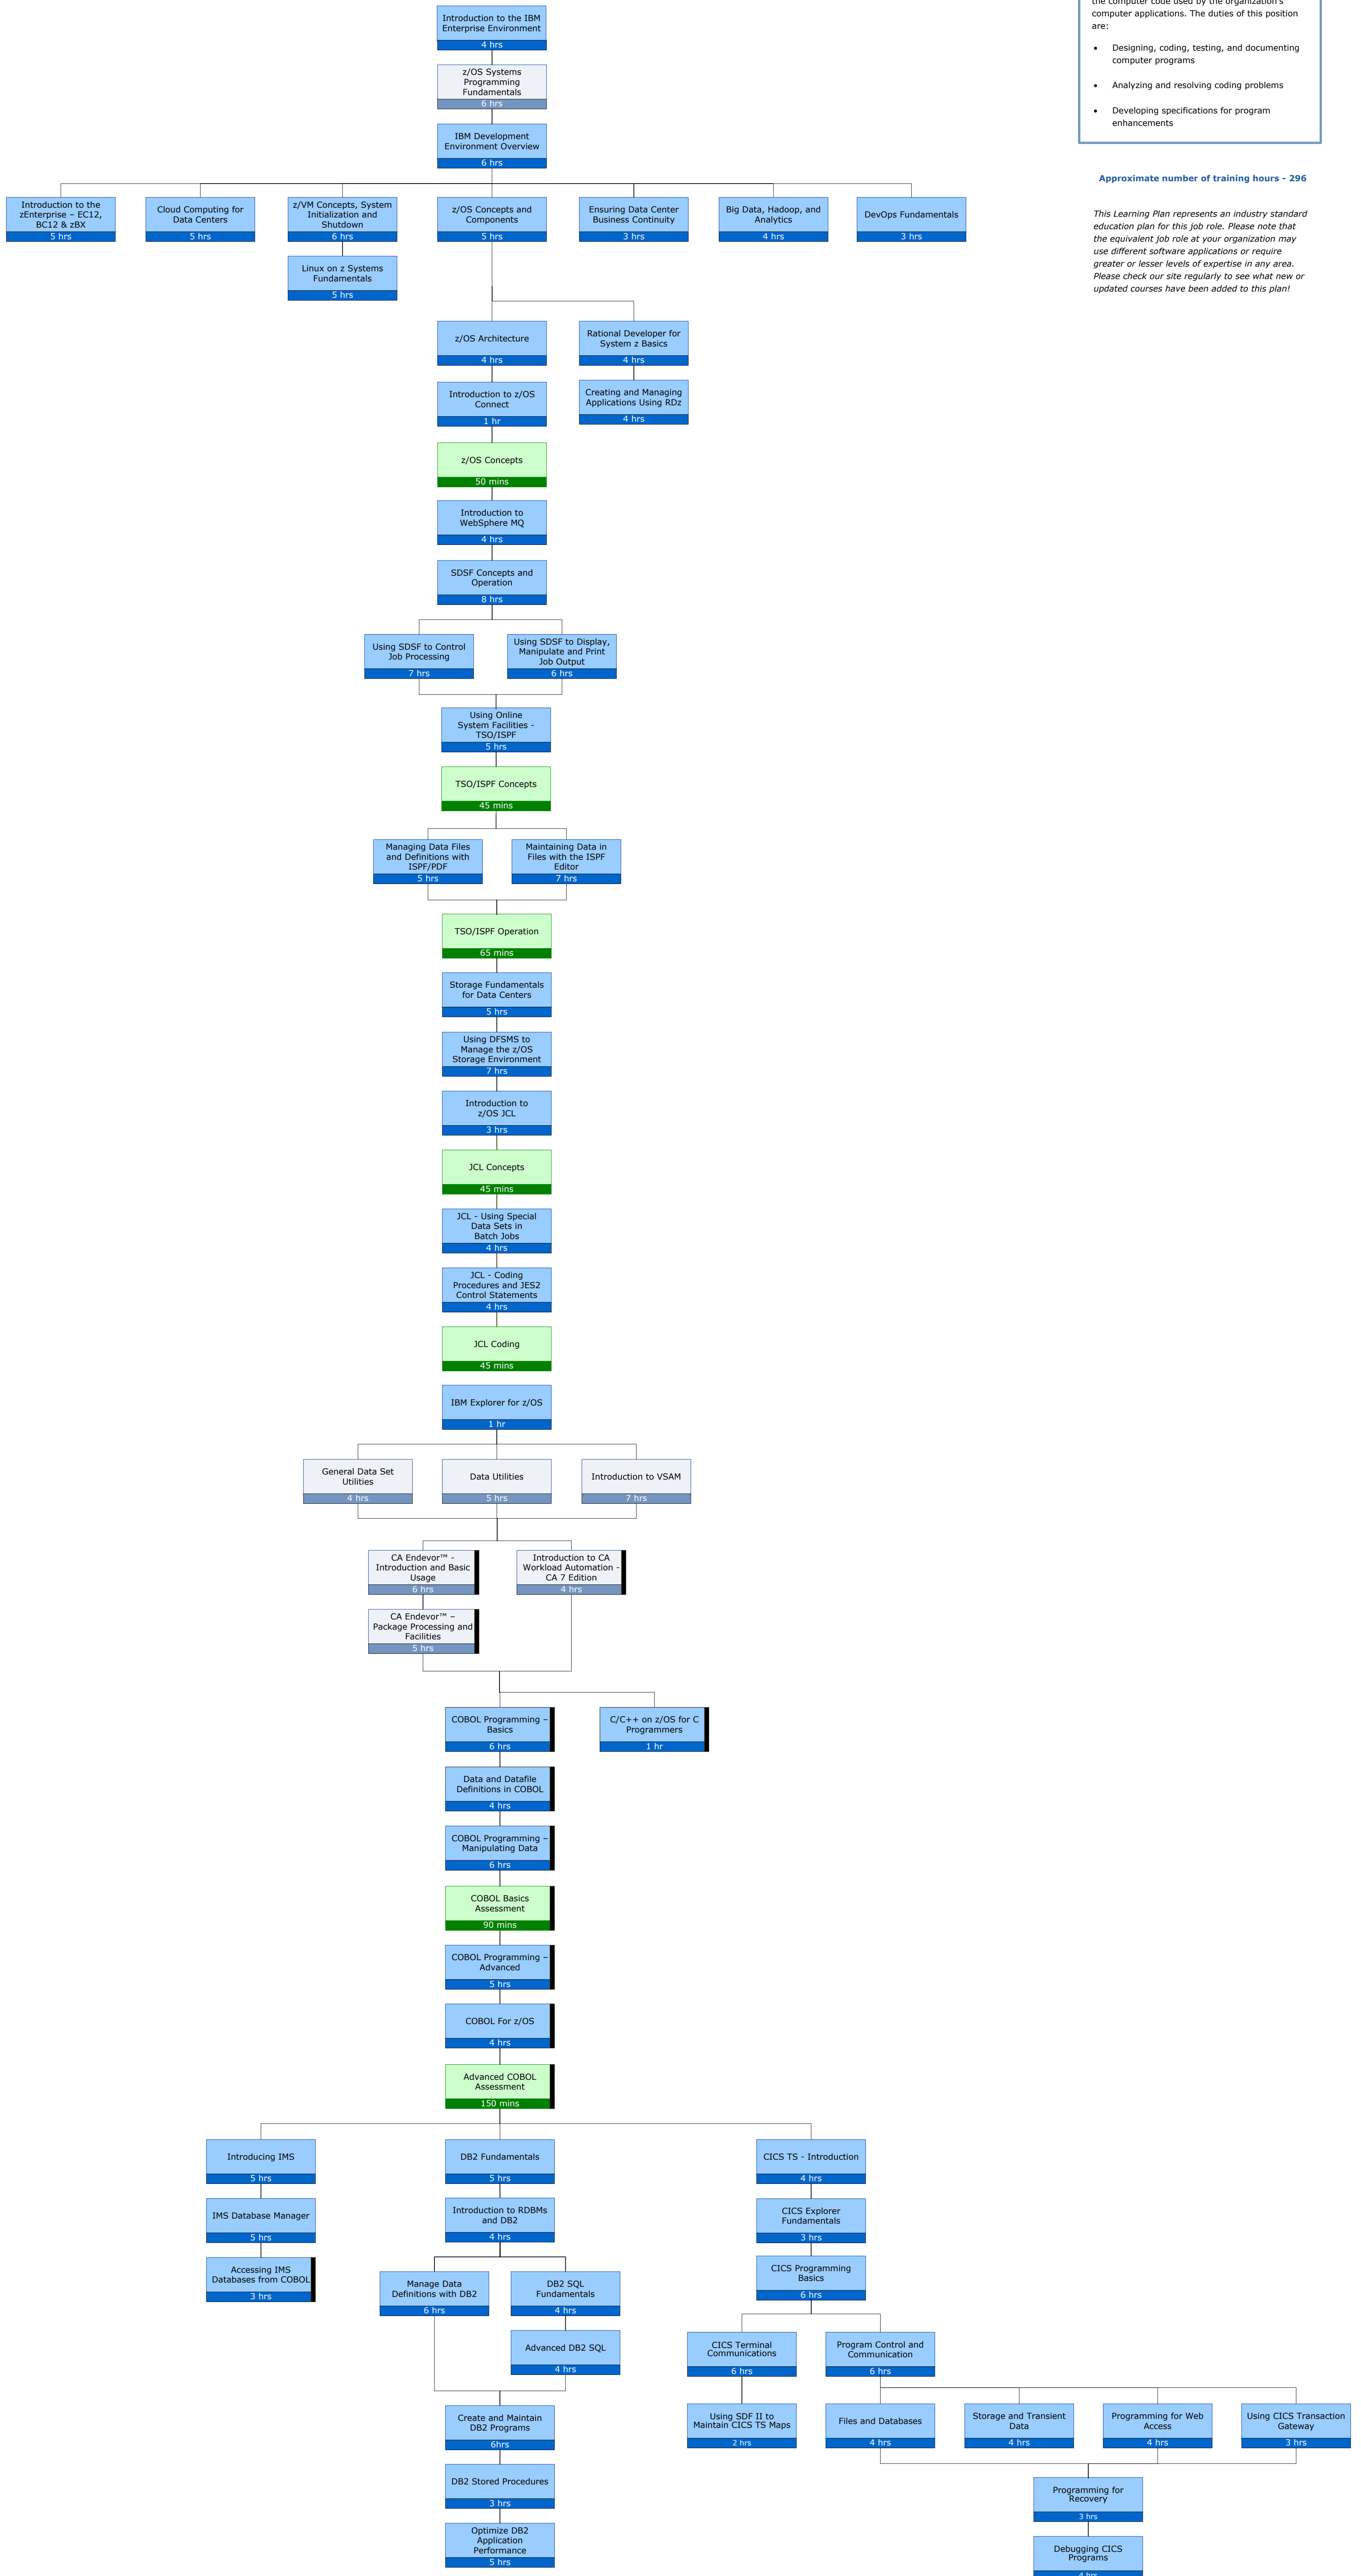 the computer code used by the organization's
computer applications. The duties of this position
are:
• Designing, coding, testing, and documenting
computer programs
• Analyzing and resolving coding problems
• Developing specifications for program
enhancements
Approximate number of training hours - 296
This Learning Plan represents an industry standard
education plan for this job role. Please note that
the equivalent job role at your organization may
use different software applications or require
greater or lesser levels of expertise in any area.
Please check our site regularly to see what new or
updated courses have been added to this plan!
Introduction to the IBM
Enterprise Environment
4 hrs
z/OS Systems
Programming
Fundamentals
6 hrs
IBM Development
Environment Overview
6 hrs
Introduction to the
zEnterprise – EC12,
BC12 & zBX
5 hrs
Cloud Computing for
Data Centers
5 hrs
z/VM Concepts, System
Initialization and
Shutdown
6 hrs
z/OS Concepts and
Components
5 hrs
Ensuring Data Center
Business Continuity
3 hrs
Big Data, Hadoop, and
Analytics
4 hrs
DevOps Fundamentals
3 hrs
Linux on z Systems
Fundamentals
5 hrs
z/OS Architecture
4 hrs
Rational Developer for
System z Basics
4 hrs
Introduction to z/OS
Connect
1 hr
Creating and Managing
Applications Using RDz
4 hrs
z/OS Concepts
50 mins
Introduction to
WebSphere MQ
4 hrs
SDSF Concepts and
Operation
8 hrs
Using SDSF to Control
Job Processing
7 hrs
Using SDSF to Display,
Manipulate and Print
Job Output
6 hrs
Using Online
System Facilities -
TSO/ISPF
5 hrs
TSO/ISPF Concepts
45 mins
Managing Data Files
and Definitions with
ISPF/PDF
5 hrs
Maintaining Data in
Files with the ISPF
Editor
7 hrs
TSO/ISPF Operation
65 mins
Storage Fundamentals
for Data Centers
5 hrs
Using DFSMS to
Manage the z/OS
Storage Environment
7 hrs
Introduction to
z/OS JCL
3 hrs
JCL Concepts
45 mins
JCL - Using Special
Data Sets in
Batch Jobs
4 hrs
JCL - Coding
Procedures and JES2
Control Statements
4 hrs
JCL Coding
45 mins
IBM Explorer for z/OS
1 hr
General Data Set
Utilities
4 hrs
Data Utilities
5 hrs
Introduction to VSAM
7 hrs
CA Endevor™ -
Introduction and Basic
Usage
6 hrs
Introduction to CA
Workload Automation -
CA 7 Edition
4 hrs
CA Endevor™ –
Package Processing and
Facilities
5 hrs
COBOL Programming –
Basics
6 hrs
C/C++ on z/OS for C
Programmers
1 hr
Data and Datafile
Definitions in COBOL
4 hrs
COBOL Programming –
Manipulating Data
6 hrs
COBOL Basics
Assessment
90 mins
COBOL Programming –
Advanced
5 hrs
COBOL For z/OS
4 hrs
Advanced COBOL
Assessment
150 mins
Introducing IMS
5 hrs
DB2 Fundamentals
5 hrs
CICS TS - Introduction
4 hrs
IMS Database Manager
5 hrs
Introduction to RDBMs
and DB2
4 hrs
CICS Explorer
Fundamentals
3 hrs
Accessing IMS
Databases from COBOL
3 hrs
Manage Data
Definitions with DB2
6 hrs
DB2 SQL
Fundamentals
4 hrs
CICS Programming
Basics
6 hrs
Advanced DB2 SQL
4 hrs
CICS Terminal
Communications
6 hrs
Program Control and
Communication
6 hrs
Create and Maintain
DB2 Programs
6hrs
Using SDF II to
Maintain CICS TS Maps
2 hrs
Files and Databases
4 hrs
Storage and Transient
Data
4 hrs
Programming for Web
Access
4 hrs
Using CICS Transaction
Gateway
3 hrs
DB2 Stored Procedures
3 hrs
Programming for
Recovery
3 hrs
Optimize DB2
Application
Performance
5 hrs
Debugging CICS
Programs
4 hrs